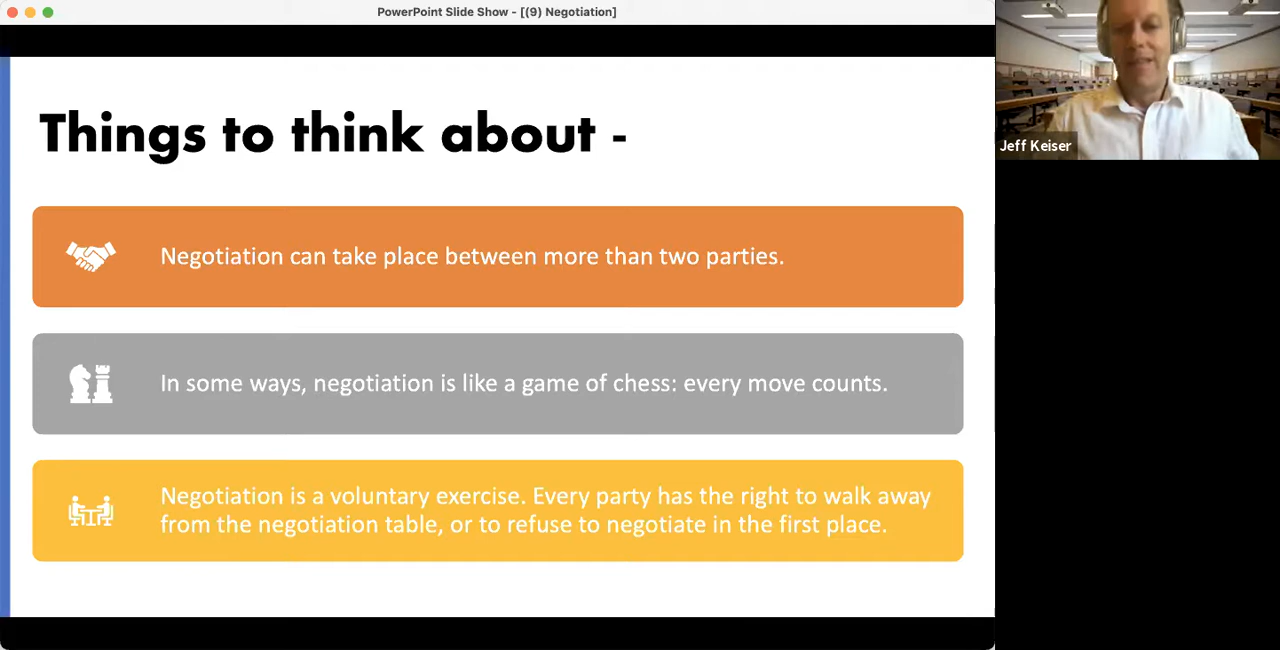 PowerPoint Slide Show - [(9) Negotiation]
Things to think about -
Negotiation can take place between more than two parties.
In some ways, negotiation is like a game of chess: every move counts.
Negotiation is a voluntary exercise. Every party has the right to walk away
from the negotiation table, or to refuse to negotiate in the first place.
Jeff Keiser